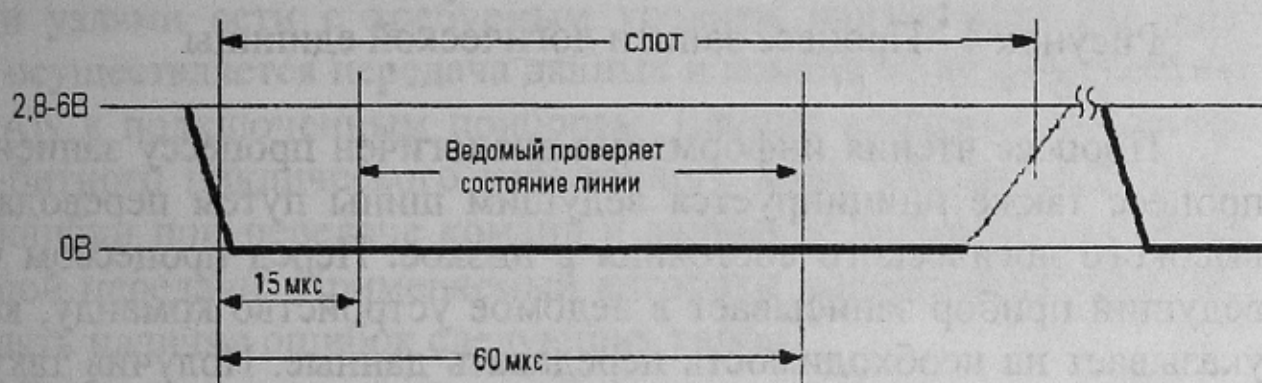 СЛОТ
2,8-6В
Ведомый проверяет
состояние линии
0В
15 мкс
60 мкс